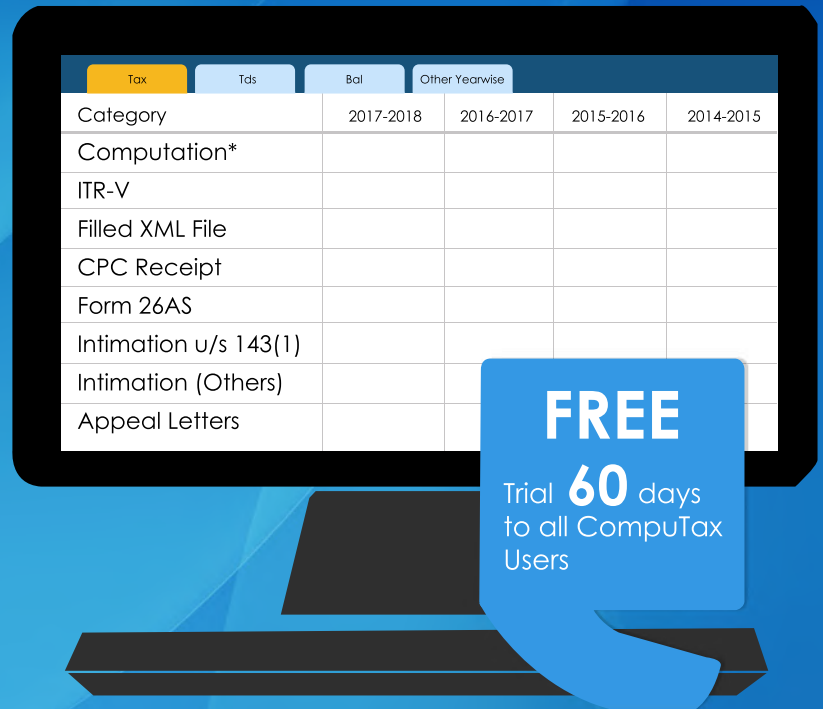 Tax Tds Bal Other Yearwise
Category 2017-2018 2016-2017 2015-2016 2014-2015
Computation*
ITR-V
Filled XML File
CPC Receipt
Form 26AS
Intimation u/s 143(1)
Intimation (Others)
Appeal Letters
FREE
Trial 60 days
to all CompuTax
Users